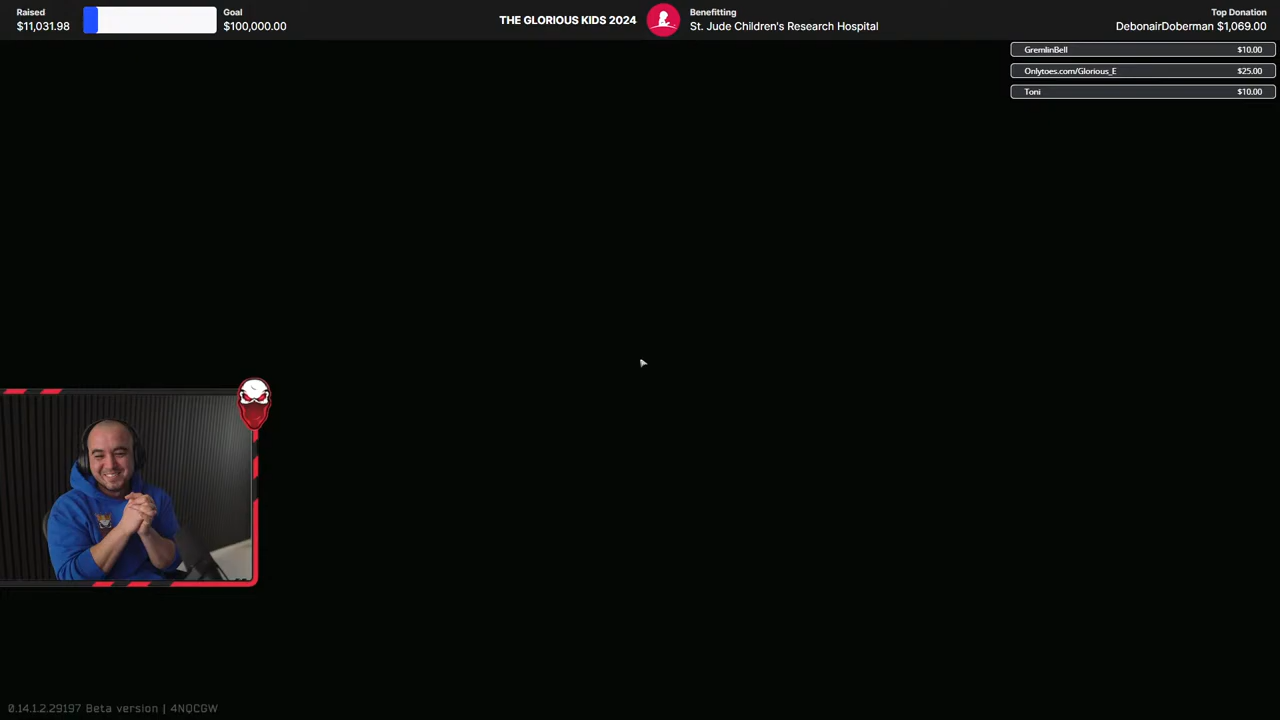 Raised
$11,031.98
Goal
$100,000.00
THE GLORIOUS KIDS 2024
Benefitting
St. Jude Children's Research Hospital
Top Donation
DebonairDoberman $1,069.00
GremlinBell $10.00
Onlytoes.com/Glorious_E $25.00
Toni $10.00
0.14.1.2.29197 Beta version | 4NQCGW